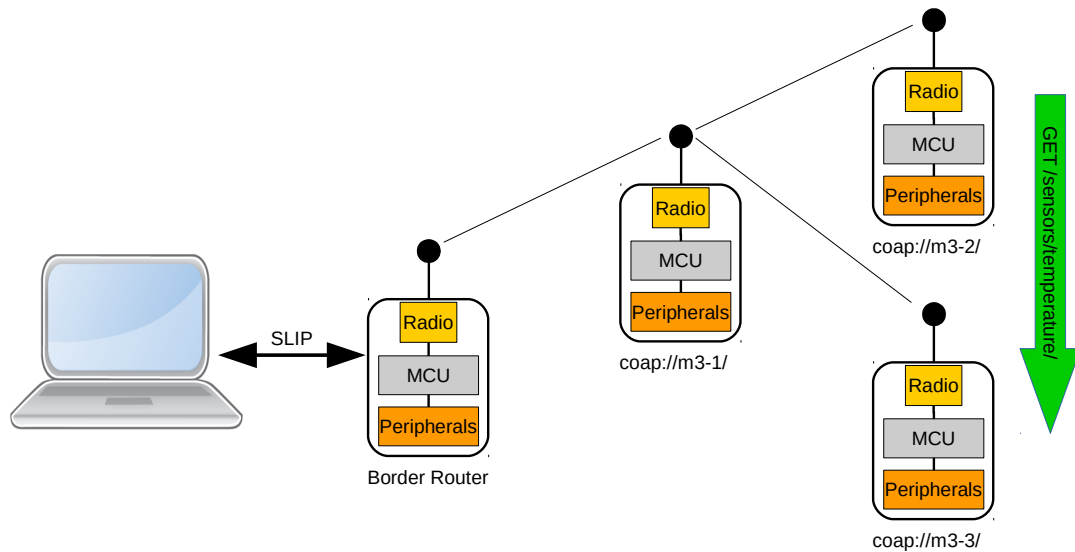 SLIP
Radio
MCU
Peripherals
Border Router
Radio
MCU
Peripherals
coap://m3-1/
Radio
MCU
Peripherals
coap://m3-2/
Radio
MCU
Peripherals
coap://m3-3/
GET /sensors/temperature/